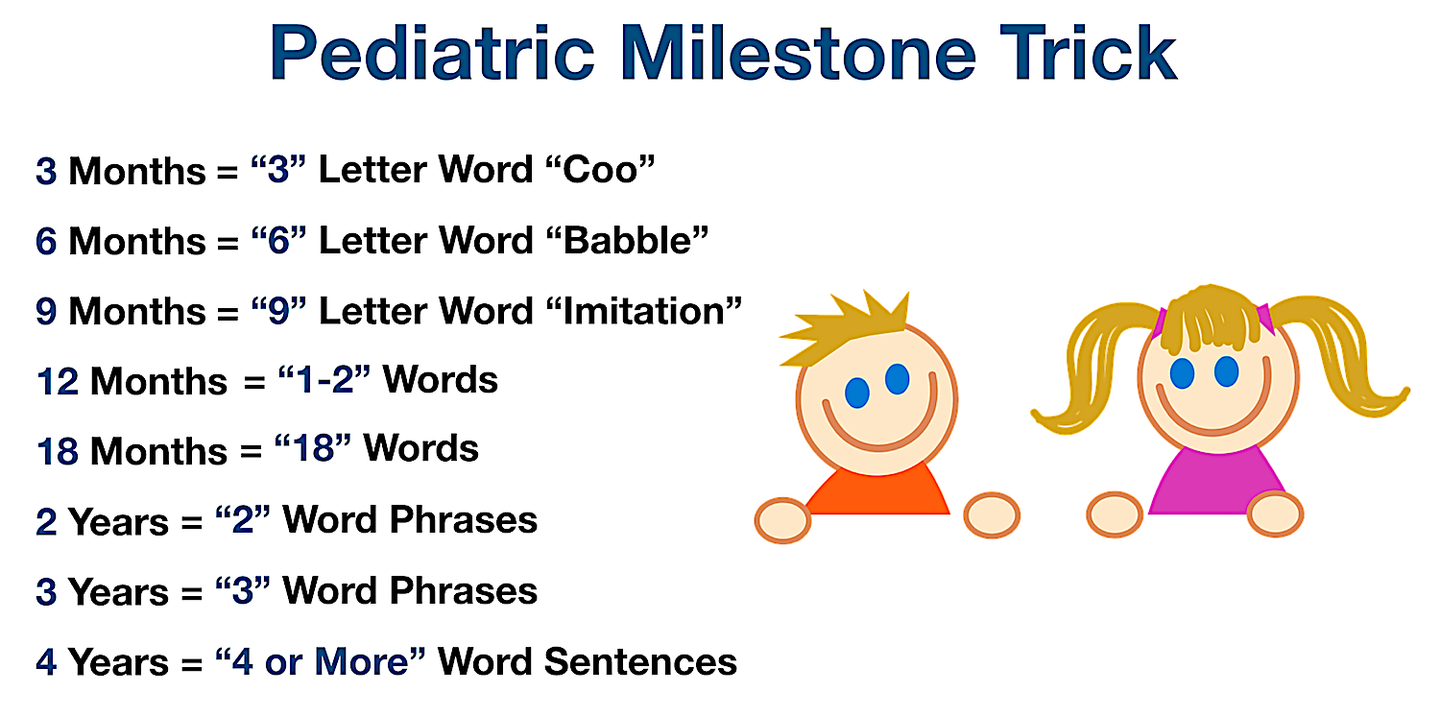 Pediatric Milestone Trick
3 Months = “3” Letter Word “Coo”
6 Months = “6” Letter Word “Babble”
9 Months = “9” Letter Word “Imitation”
12 Months = “1-2” Words
18 Months = “18” Words
2 Years = “2” Word Phrases
3 Years = “3” Word Phrases
4 Years = “4 or More” Word Sentences